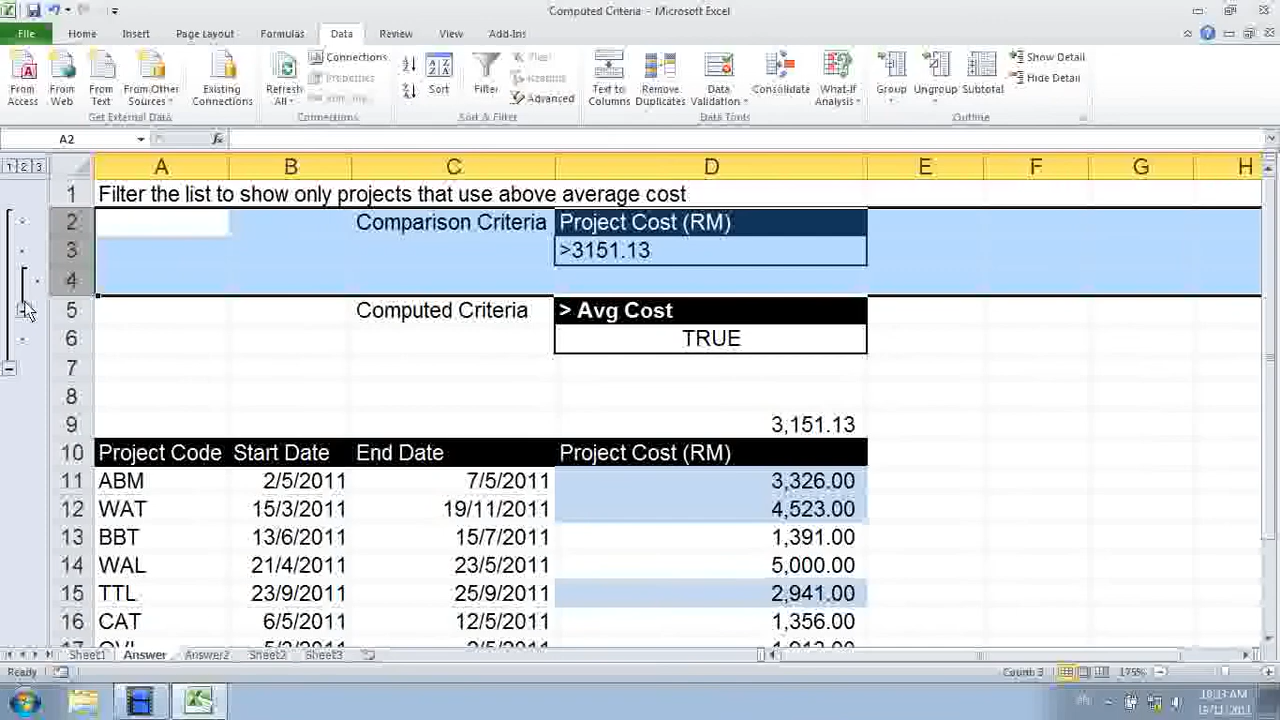 Computed Criteria - Microsoft Excel
File Home Insert Page Layout Formulas Data Review View Add-Ins
From Access
From Web
From Text
From Other Sources
Existing Connections
Get External Data
Refresh All
Connections
Properties
Connections
Sort
Filter
Clear
Advanced
Sort & Filter
Text to Columns
Remove Duplicates
Data Validation
Consolidate
What-If Analysis
Data Tools
Group
Ungroup
Subtotal
Show Detail
Hide Detail
Outline
A2 fx
1 2 3 A B C D E F G H
1 Filter the list to show only projects that use above average cost
2 Comparison Criteria Project Cost (RM)
3 >3151.13
4
5 Computed Criteria > Avg Cost
6 TRUE
7
8
9 3,151.13
10 Project Code Start Date End Date Project Cost (RM)
11 ABM 2/5/2011 7/5/2011 3,326.00
12 WAT 15/3/2011 19/11/2011 4,523.00
13 BBT 13/6/2011 15/7/2011 1,391.00
14 WAL 21/4/2011 23/5/2011 5,000.00
15 TTL 23/9/2011 25/9/2011 2,941.00
16 CAT 6/5/2011 12/5/2011 1,356.00
Sheet1 Answer Answer2 Sheet2 Sheet3
Ready Count: 3 175%